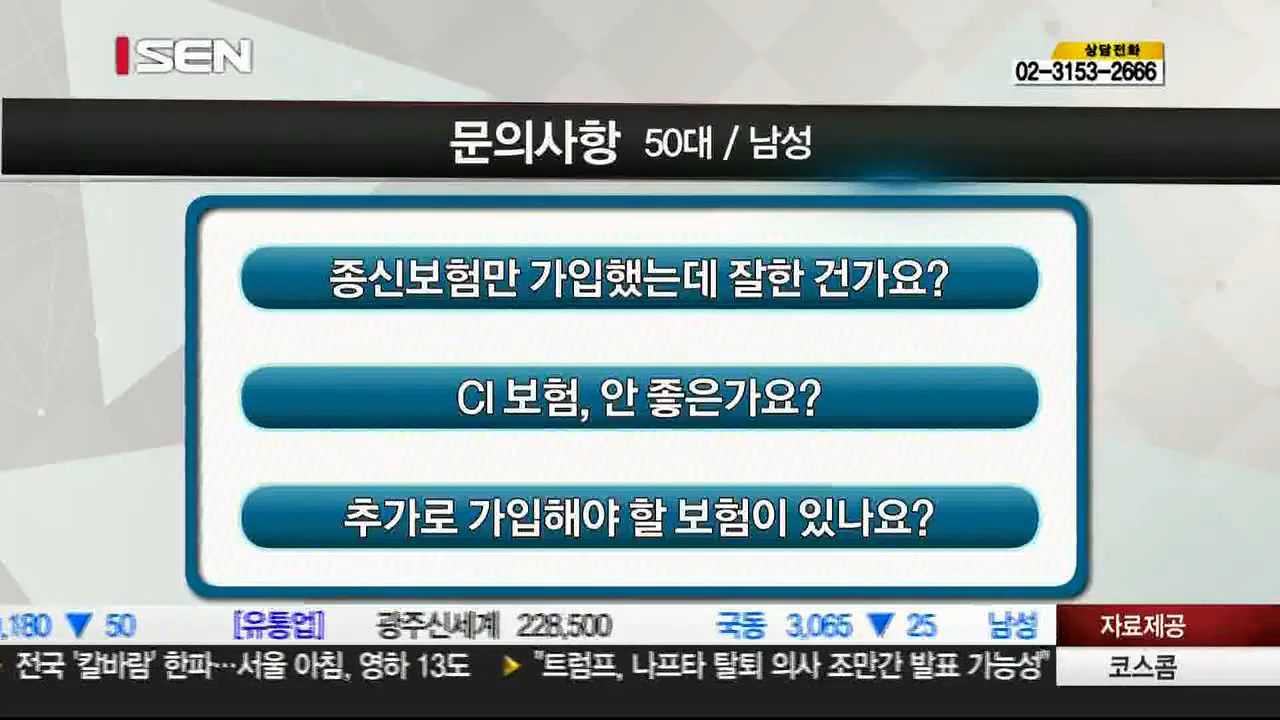 SEN
상담전화
02-3153-2666
문의사항 50대 / 남성
종신보험만 가입했는데 잘한 건가요?
CI 보험, 안 좋은가요?
추가로 가입해야 할 보험이 있나요?
,180 ▼ 50 [유통업] 광주신세계 228,500 국동 3,065 ▼ 25 남성
자료제공
전국 '칼바람' 한파…서울 아침, 영하 13도 ▶ "트럼프, 나프타 탈퇴 의사 조만간 발표 가능성"
코스콤